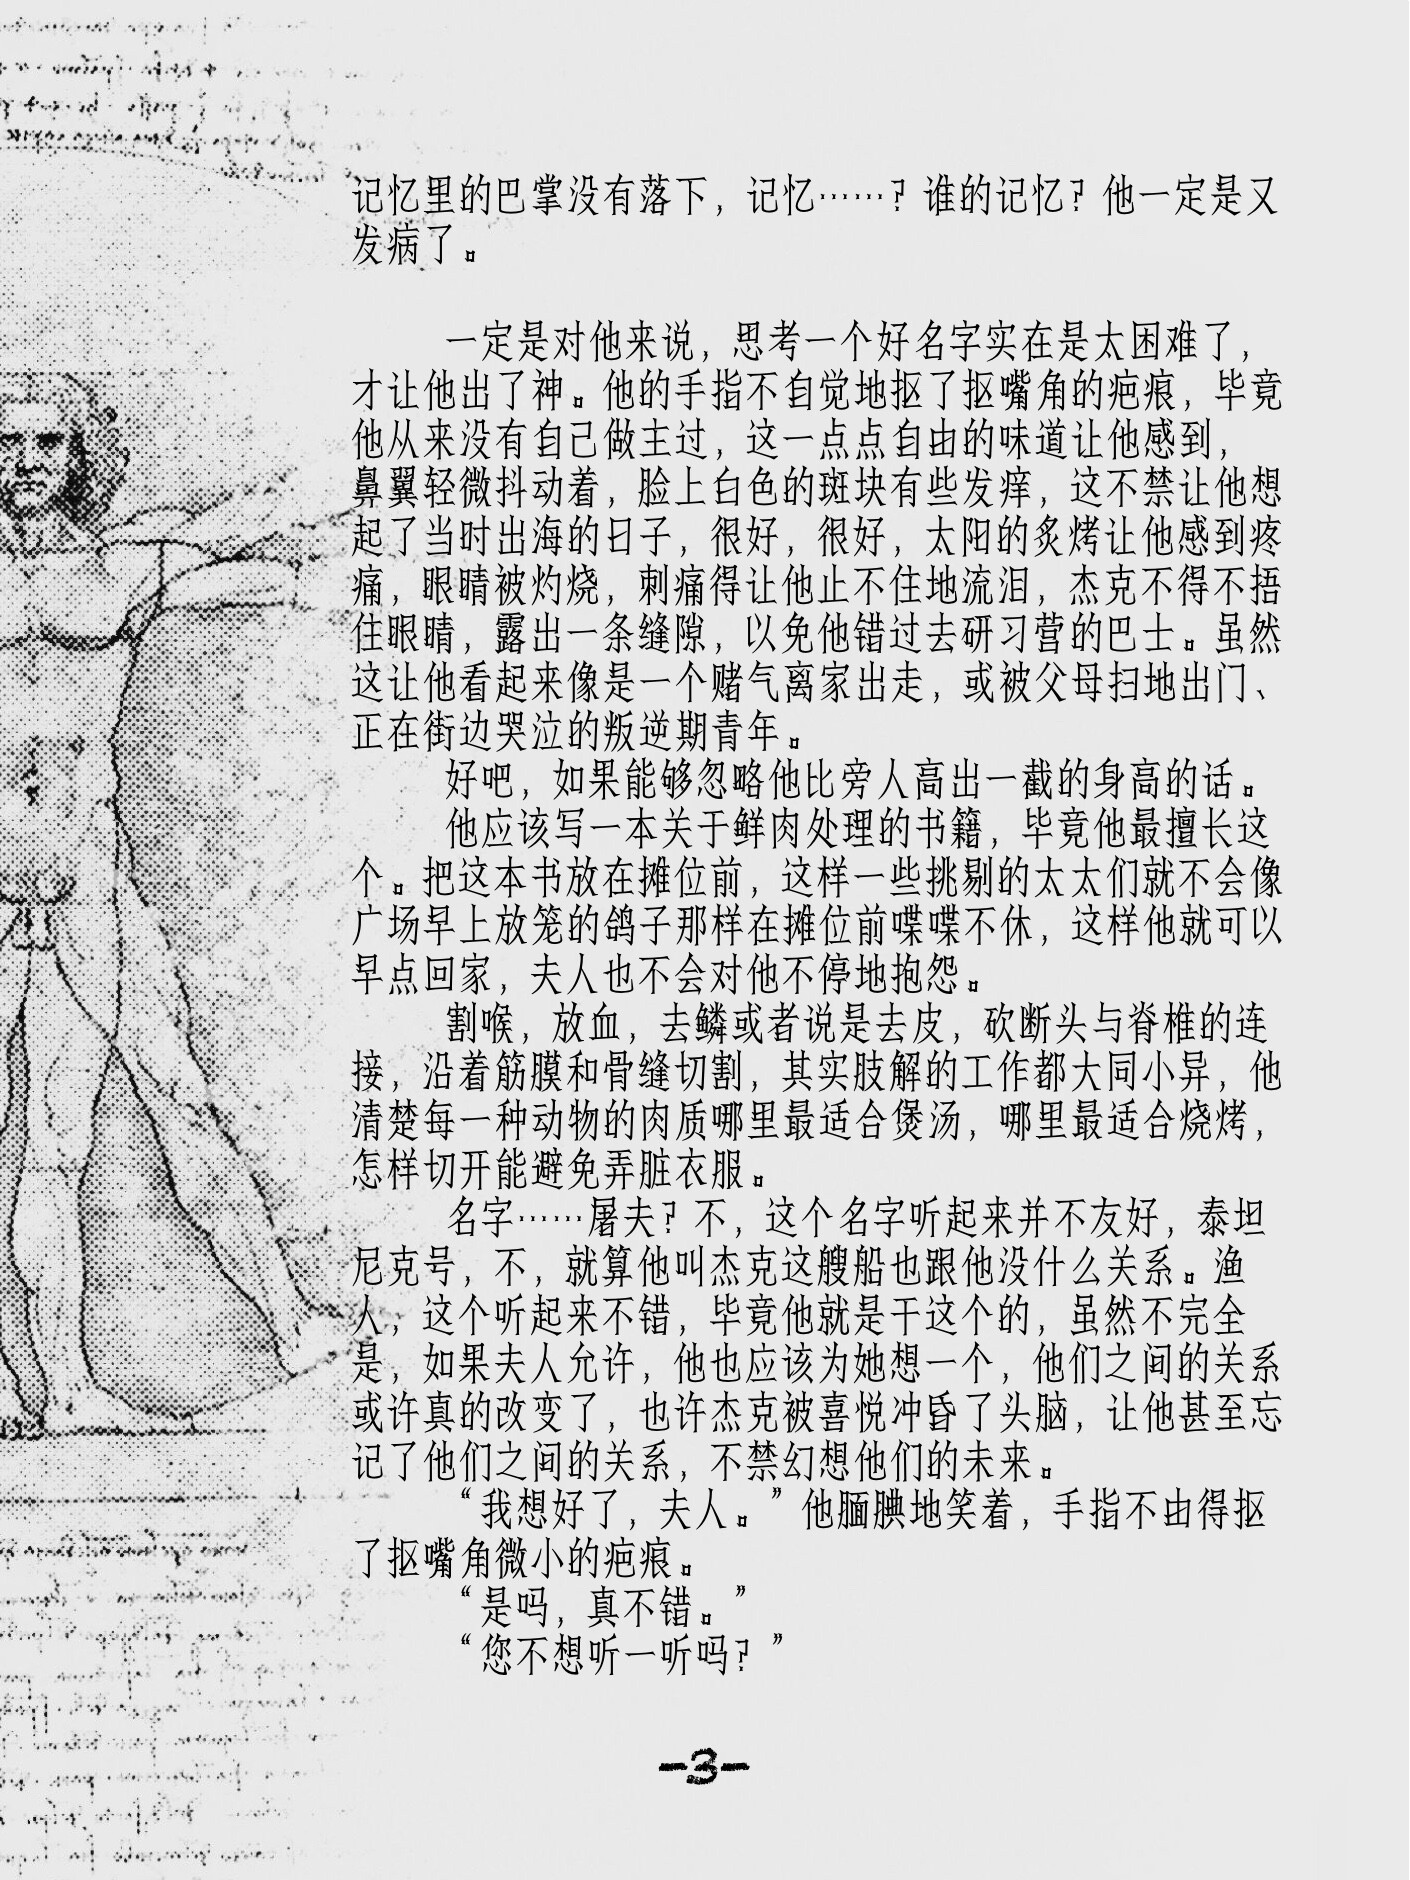 记忆里的巴掌没有落下，记忆……？谁的记忆？他一定是又
发病了。
一定是对他来说，思考一个好名字实在是太困难了，
才让他出了神。他的手指不自觉地抠了抠嘴角的疤痕，毕竟
他从来没有自己做主过，这一点点自由的味道让他感到，
鼻翼轻微抖动着，脸上白色的斑块有些发痒，这不禁让他想
起了当时出海的日子，很好，很好，太阳的炙烤让他感到疼
痛，眼睛被灼烧，刺痛得让他止不住地流泪，杰克不得不捂
住眼睛，露出一条缝隙，以免他错过去研习营的巴士。虽然
这让他看起来像是一个赌气离家出走，或被父母扫地出门、
正在街边哭泣的叛逆期青年。
好吧，如果能够忽略他比旁人高出一截的身高的话。
他应该写一本关于鲜肉处理的书籍，毕竟他最擅长这
个。把这本书放在摊位前，这样一些挑剔的太太们就不会像
广场早上放笼的鸽子那样在摊位前喋喋不休，这样他就可以
早点回家，夫人也不会对他不停地抱怨。
割喉，放血，去鳞或者说是去皮，砍断头与脊椎的连
接，沿着筋膜和骨缝切割，其实肢解的工作都大同小异，他
清楚每一种动物的肉质哪里最适合煲汤，哪里最适合烧烤，
怎样切开能避免弄脏衣服。
名字……屠夫？不，这个名字听起来并不友好，泰坦
尼克号，不，就算他叫杰克这艘船也跟他没什么关系。渔
人，这个听起来不错，毕竟他就是干这个的，虽然不完全
是，如果夫人允许，他也应该为她想一个，他们之间的关系
或许真的改变了，也许杰克被喜悦冲昏了头脑，让他甚至忘
记了他们之间的关系，不禁幻想他们的未来。
“我想好了，夫人。”他腼腆地笑着，手指不由得抠
了抠嘴角微小的疤痕。
“是吗，真不错。”
“您不想听一听吗？”
-3-